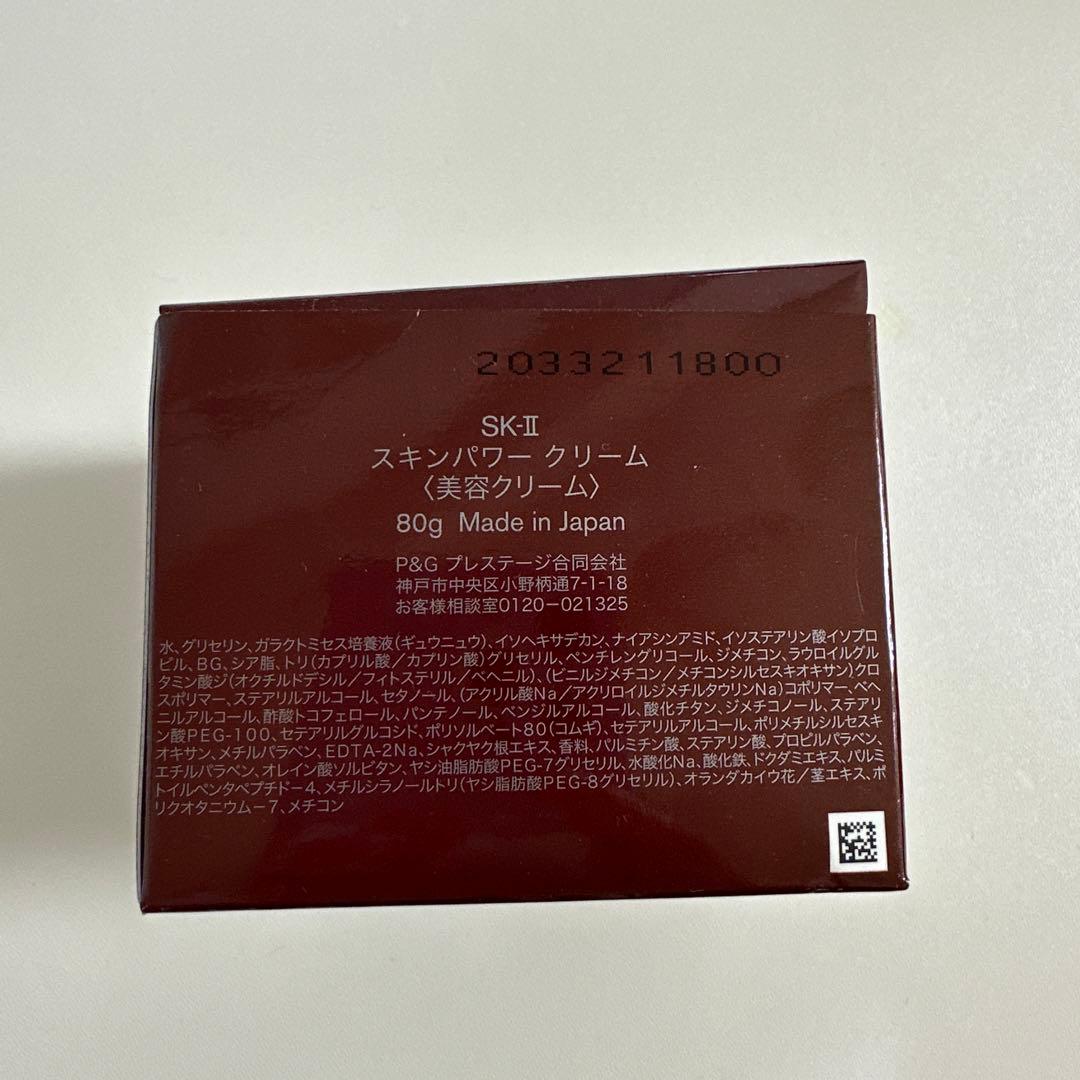 2033211800
SK-Ⅱ
スキンパワー クリーム
〈美容クリーム〉
80g Made in Japan
P&G プレステージ合同会社
神戸市中央区小野柄通7-1-18
お客様相談室0120-021325
水、グリセリン、ガラクトミセス培養液(ギュウニュウ)、イソヘキサデカン、ナイアシンアミド、イソステアリン酸イソプロ
ピル、BG、シア脂、トリ(カプリル酸/カプリン酸)グリセリル、ペンチレングリコール、ジメチコン、ラウロイルグル
タミン酸ジ(オクチルドデシル/フィトステリル/ベヘニル)、(ビニルジメチコン/メチコンシルセスキオキサン)クロ
スポリマー、ステアリルアルコール、セタノール、(アクリル酸Na/アクリロイルジメチルタウリンNa)コポリマー、ベヘ
ニルアルコール、酢酸トコフェロール、パンテノール、ベンジルアルコール、酸化チタン、ジメチコノール、ステアリ
ン酸PEG-100、セテアリルグルコシド、ポリソルベート80(コムギ)、セテアリルアルコール、ポリメチルシルセスキ
オキサン、メチルパラベン、EDTA-2Na、シャクヤク根エキス、香料、パルミチン酸、ステアリン酸、プロピルパラベン、
エチルパラベン、オレイン酸ソルビタン、ヤシ油脂肪酸PEG-7グリセリル、水酸化Na、酸化鉄、ドクダミエキス、パルミ
トイルペンタペプチド-4、メチルシラノールトリ(ヤシ脂肪酸PEG-8グリセリル)、オランダカイウ花/茎エキス、ポ
リクオタニウム-7、メチコン